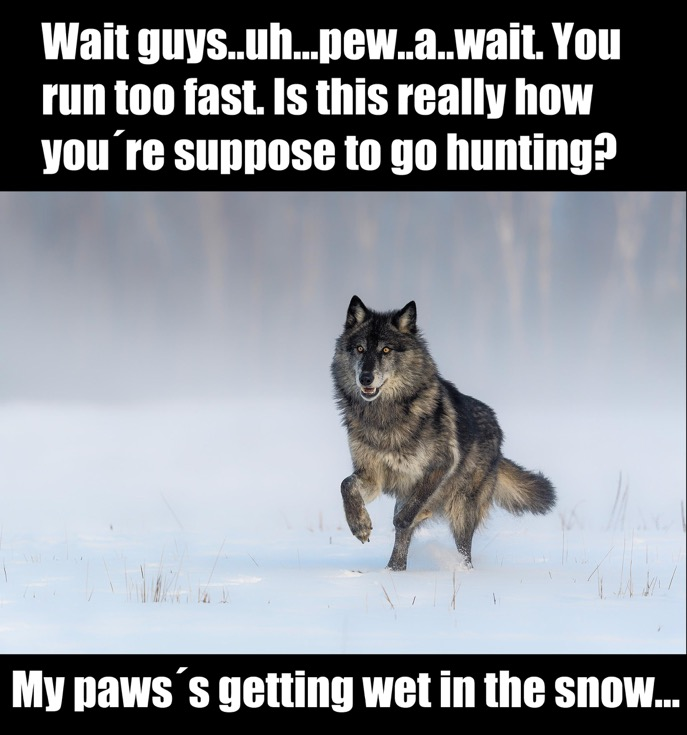 Wait guys..uh...pew..a..wait. You
run too fast. Is this really how
you´re suppose to go hunting?
My paws´s getting wet in the snow...